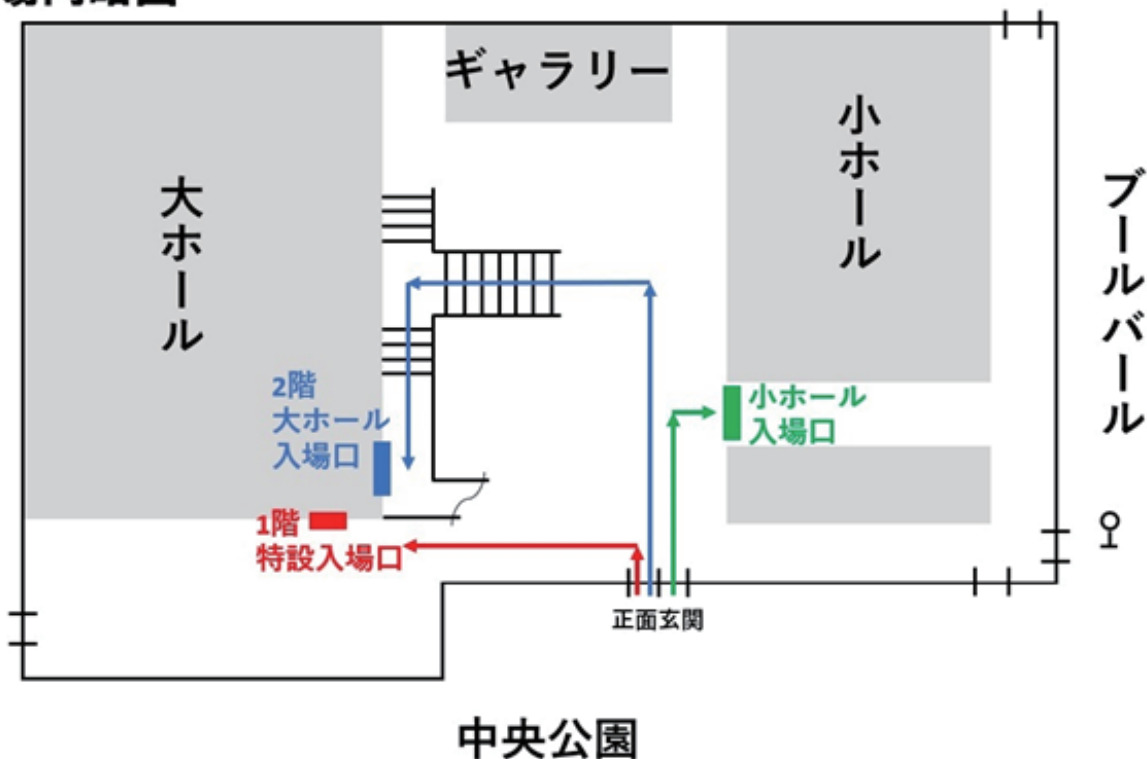 ギャラリー
小ホール
大ホール
ブールバール
2階
大ホール
入場口
小ホール
入場口
1階
特設入場口
正面玄関
中央公園